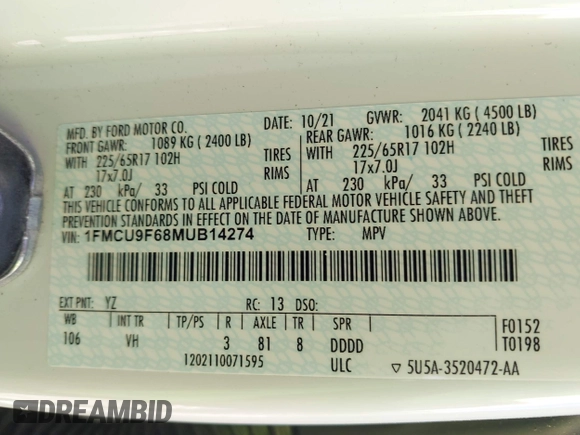 MFD. BY FORD MOTOR CO.
DATE: 10/21 GVWR: 2041 KG (4500 LB)
FRONT GAWR: 1089 KG (2400 LB) REAR GAWR: 1016 KG (2240 LB)
WITH 225/65R17 102H TIRES WITH 225/65R17 102H TIRES
17x7.0J RIMS 17x7.0J RIMS
AT 230 kPa/ 33 PSI COLD AT 230 kPa/ 33 PSI COLD
THIS VEHICLE CONFORMS TO ALL APPLICABLE FEDERAL MOTOR VEHICLE SAFETY AND THEFT
PREVENTION STANDARDS IN EFFECT ON THE DATE OF MANUFACTURE SHOWN ABOVE.
VIN: 1FMCU9F68MUB14274 TYPE: MPV
EXT PNT: YZ RC: 13 DSO:
WB INT TR TP/PS R AXLE TR SPR F0152
106 VH 3 81 8 DDDD T0198
1202110071595 ULC 5U5A-3520472-AA
DREAMBID